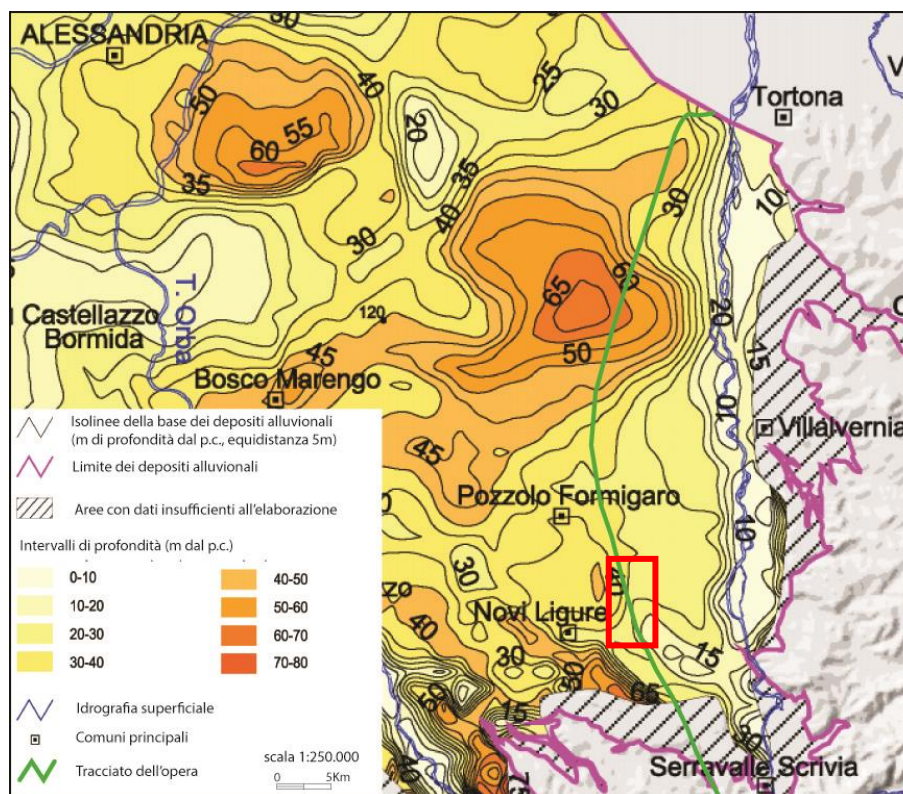 30
25
ALESSANDRIA
40
50
25
30
V
Tortona
55
20
60
35
35
30
10
40
30
60
65
20
T. Orba
Castellazzo
Bormida
120
45
50
15
Bosco Marengo
10
Villalvernia
45
Pozzolo Formigaro
10
30
40
40
Novi Ligure
30
15
50
65
15
30
40
Serravalle Scrivia
Isolinee della base dei depositi alluvionali
(m di profondità dal p.c., equidistanza 5m)
Limite dei depositi alluvionali
Aree con dati insufficienti all'elaborazione
Intervalli di profondità (m dal p.c.)
0-10
10-20
20-30
30-40
40-50
50-60
60-70
70-80
Idrografia superficiale
Comuni principali
Tracciato dell'opera
scala 1:250.000
0 5Km